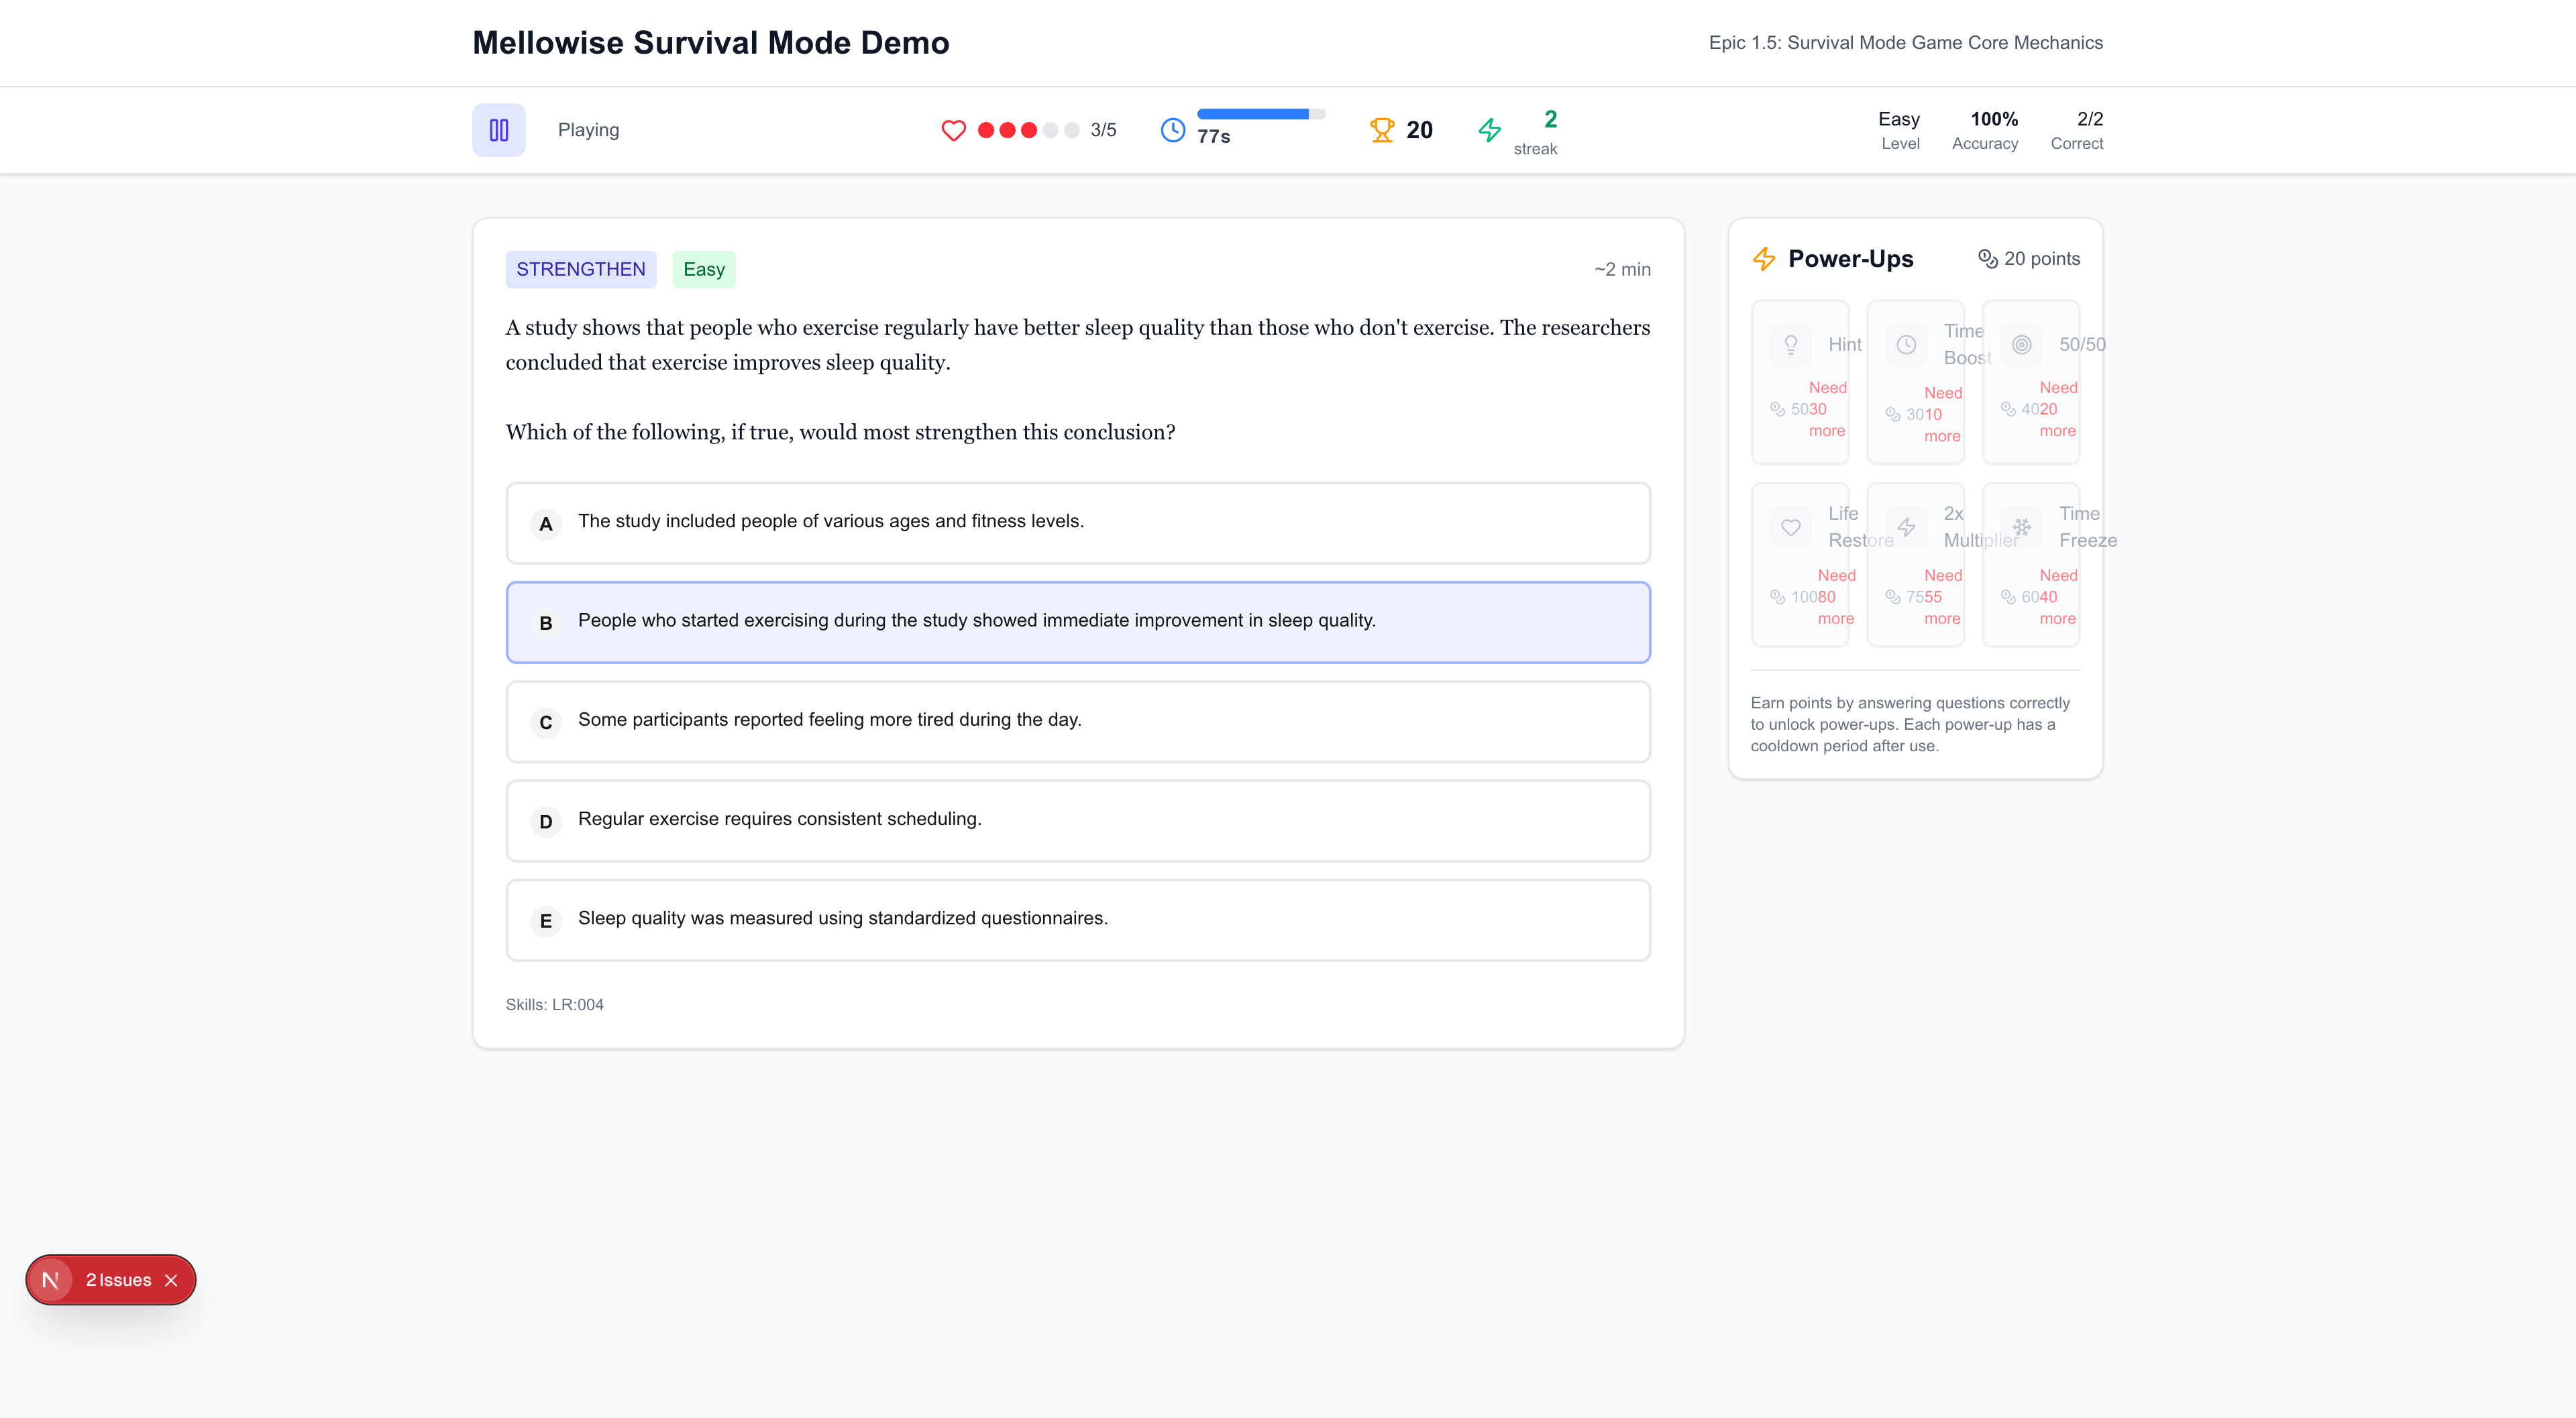 Mellowise Survival Mode Demo
Epic 1.5: Survival Mode Game Core Mechanics
Playing
3/5
77s
20
2
streak
Easy
Level
100%
Accuracy
2/2
Correct
STRENGTHEN
Easy
~2 min
A study shows that people who exercise regularly have better sleep quality than those who don't exercise. The researchers
concluded that exercise improves sleep quality.
Which of the following, if true, would most strengthen this conclusion?
A The study included people of various ages and fitness levels.
B People who started exercising during the study showed immediate improvement in sleep quality.
C Some participants reported feeling more tired during the day.
D Regular exercise requires consistent scheduling.
E Sleep quality was measured using standardized questionnaires.
Skills: LR:004
Power-Ups
20 points
Hint
50
Need
30
more
Time
Boost
30
Need
10
more
50/50
40
Need
20
more
Life
Restore
100
Need
80
more
2x
Multiplier
75
Need
55
more
Time
Freeze
60
Need
40
more
Earn points by answering questions correctly
to unlock power-ups. Each power-up has a
cooldown period after use.
N
2 Issues